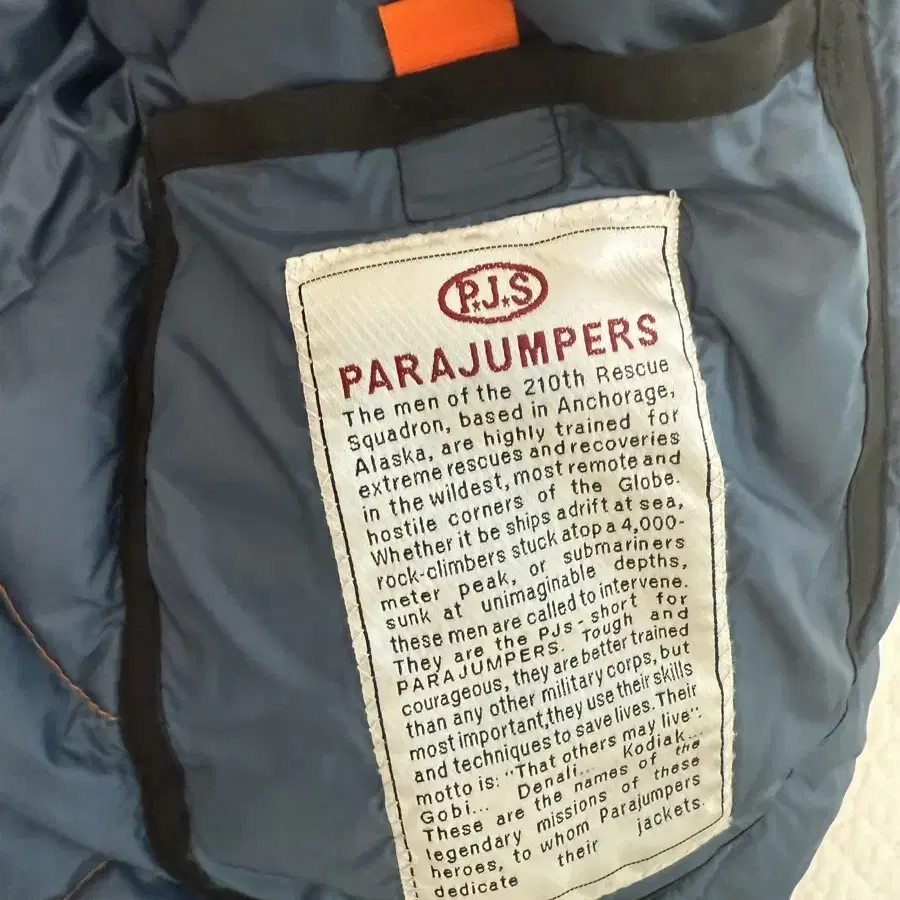 P.J.S
PARAJUMPERS
The men of the 210th Rescue
Squadron, based in Anchorage,
Alaska, are highly trained for
extreme rescues and recoveries
in the wildest, most remote and
hostile corners of the Globe.
Whether it be ships adrift at sea,
rock-climbers stuck atop a 4,000-
meter peak, or submariners
sunk at unimaginable depths,
these men are called to intervene.
They are the PJs - short for
PARAJUMPERS. Tough and
courageous, they are better trained
than any other military corps, but
most important,they use their skills
and techniques to save lives. Their
motto is: "That others may live".
Gobi... Denali... Kodiak...
These are the names of the
legendary missions of these
heroes, to whom Parajumpers
dedicate their jackets.